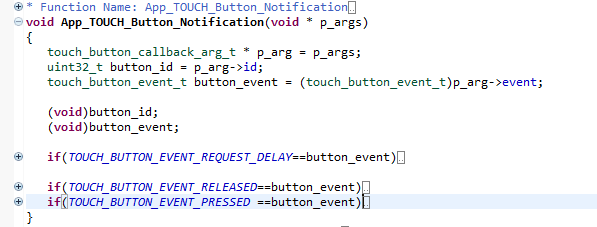 * Function Name: App_TOUCH_Button_Notification
void App_TOUCH_Button_Notification(void * p_args)
{
touch_button_callback_arg_t * p_arg = p_args;
uint32_t button_id = p_arg->id;
touch_button_event_t button_event = (touch_button_event_t)p_arg->event;
(void)button_id;
(void)button_event;
if(TOUCH_BUTTON_EVENT_REQUEST_DELAY==button_event)
if(TOUCH_BUTTON_EVENT_RELEASED==button_event)
if(TOUCH_BUTTON_EVENT_PRESSED ==button_event)
}